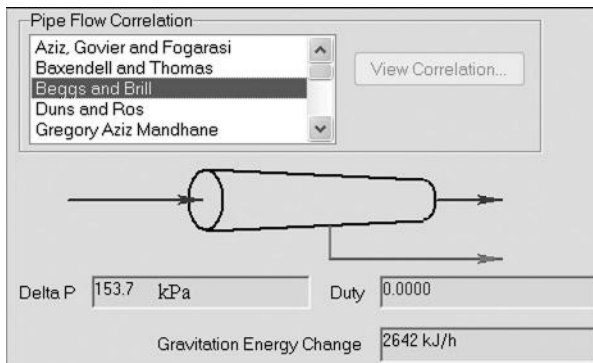 Pipe Flow Correlation
Aziz, Govier and Fogarasi
Baxendell and Thomas
Beggs and Brill
Duns and Ros
Gregory Aziz Mandhane
View Correlation...
Delta P 153.7 kPa Duty 0.0000
Gravitation Energy Change 2642 kJ/h